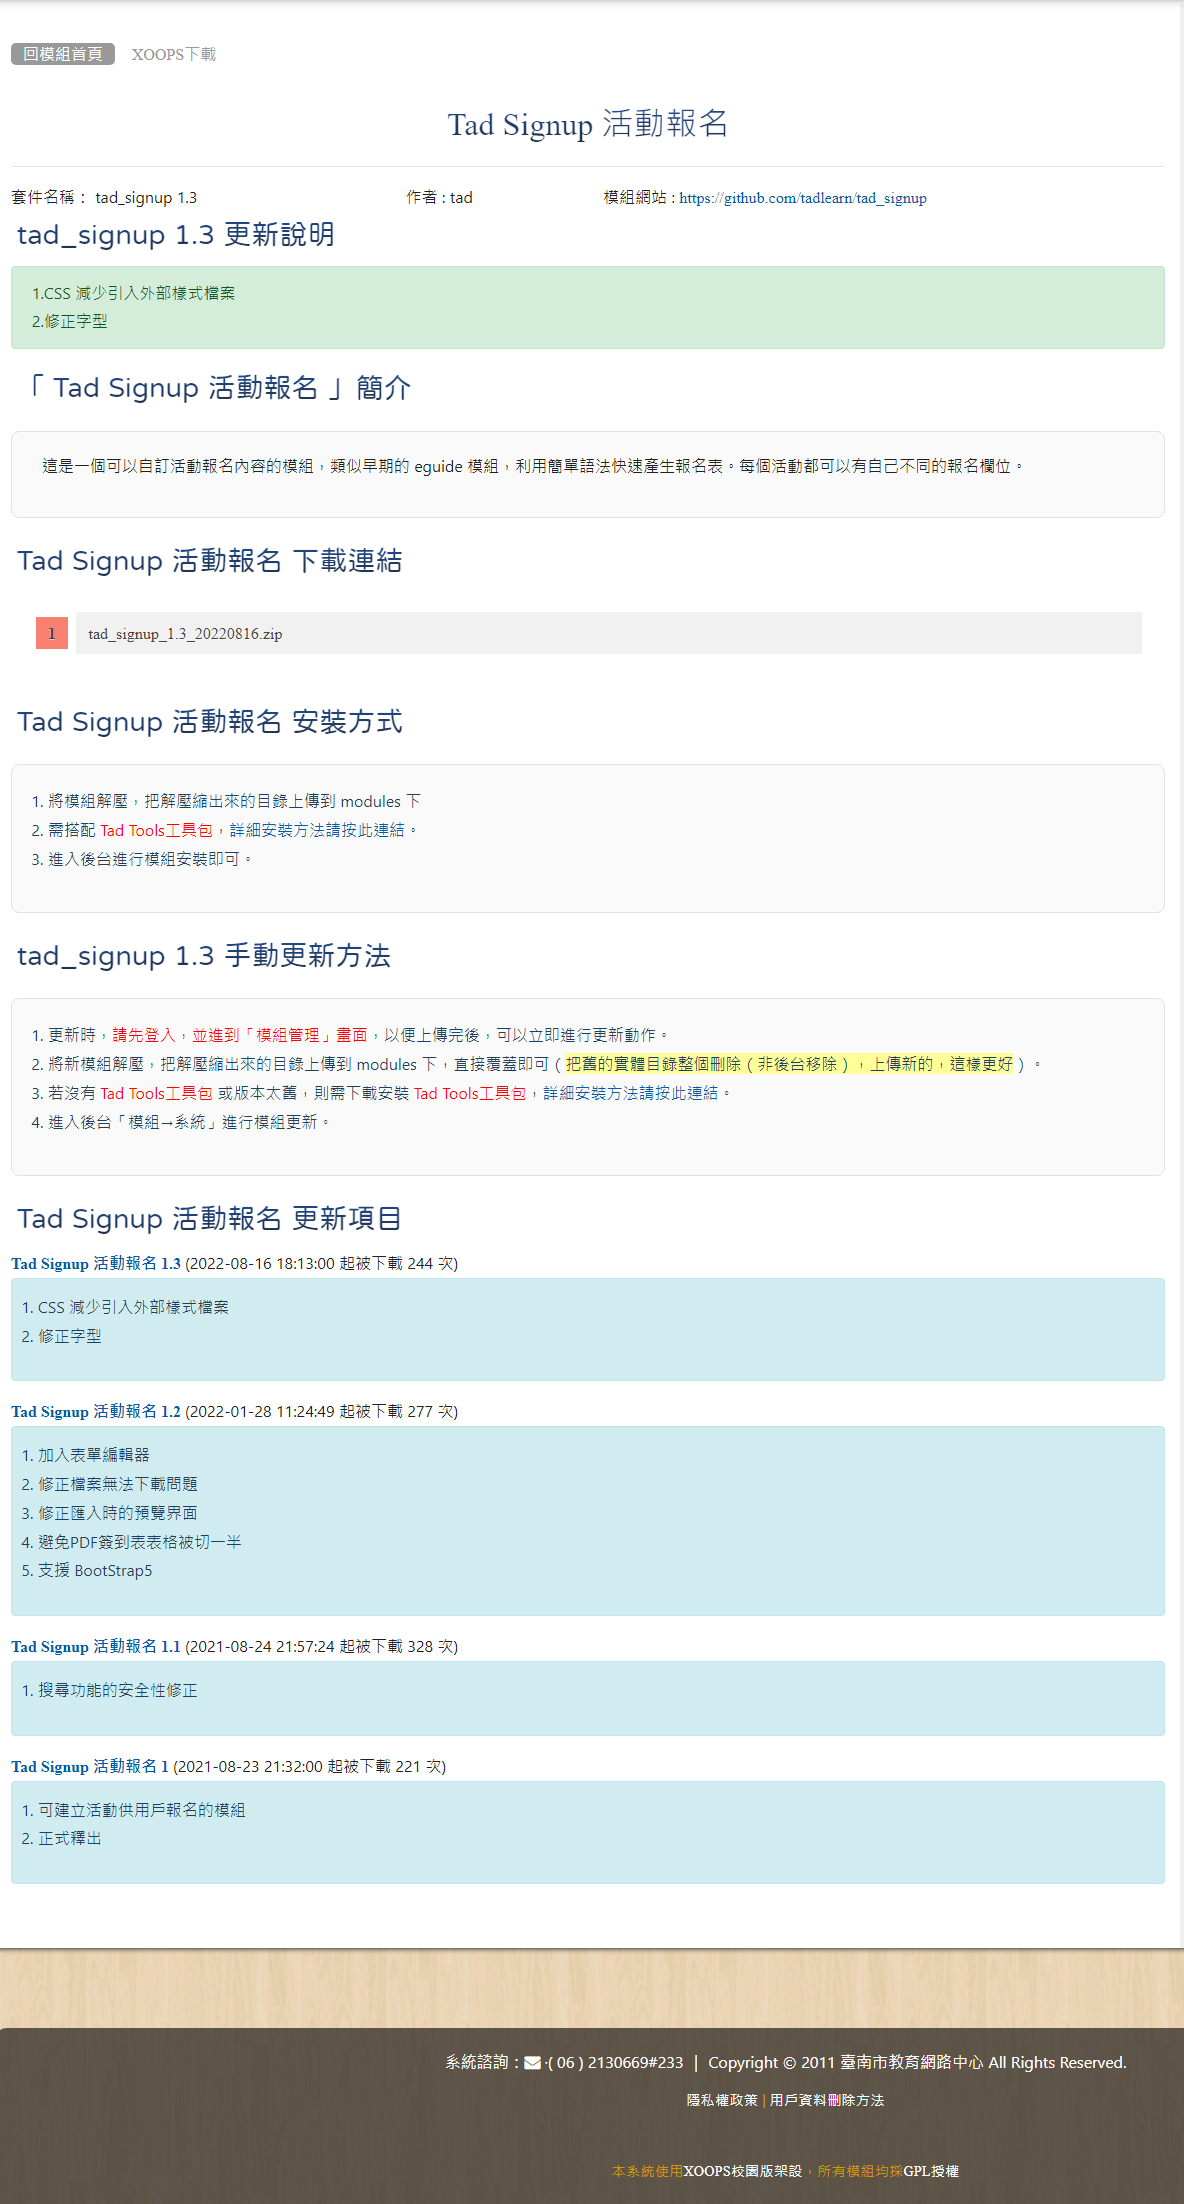 回模組首頁 XOOPS下載
Tad Signup 活動報名
套件名稱： tad_signup 1.3 作者 : tad 模組網站 : https://github.com/tadlearn/tad_signup
tad_signup 1.3 更新說明
1.CSS 減少引入外部樣式檔案
2.修正字型
「 Tad Signup 活動報名 」簡介
這是一個可以自訂活動報名內容的模組，類似早期的 eguide 模組，利用簡單語法快速產生報名表。每個活動都可以有自己不同的報名欄位。
Tad Signup 活動報名 下載連結
1 tad_signup_1.3_20220816.zip
Tad Signup 活動報名 安裝方式
1. 將模組解壓，把解壓縮出來的目錄上傳到 modules 下
2. 需搭配 Tad Tools工具包，詳細安裝方法請按此連結。
3. 進入後台進行模組安裝即可。
tad_signup 1.3 手動更新方法
1. 更新時，請先登入，並進到「模組管理」畫面，以便上傳完後，可以立即進行更新動作。
2. 將新模組解壓，把解壓縮出來的目錄上傳到 modules 下，直接覆蓋即可（把舊的實體目錄整個刪除（非後台移除），上傳新的，這樣更好）。
3. 若沒有 Tad Tools工具包 或版本太舊，則需下載安裝 Tad Tools工具包，詳細安裝方法請按此連結。
4. 進入後台「模組→系統」進行模組更新。
Tad Signup 活動報名 更新項目
Tad Signup 活動報名 1.3 (2022-08-16 18:13:00 起被下載 244 次)
1. CSS 減少引入外部樣式檔案
2. 修正字型
Tad Signup 活動報名 1.2 (2022-01-28 11:24:49 起被下載 277 次)
1. 加入表單編輯器
2. 修正檔案無法下載問題
3. 修正匯入時的預覽界面
4. 避免PDF簽到表表格被切一半
5. 支援 BootStrap5
Tad Signup 活動報名 1.1 (2021-08-24 21:57:24 起被下載 328 次)
1. 搜尋功能的安全性修正
Tad Signup 活動報名 1 (2021-08-23 21:32:00 起被下載 221 次)
1. 可建立活動供用戶報名的模組
2. 正式釋出
系統諮詢：·( 06 ) 2130669#233 | Copyright © 2011 臺南市教育網路中心 All Rights Reserved.
隱私權政策 | 用戶資料刪除方法
本系統使用XOOPS校園版架設，所有模組均採GPL授權